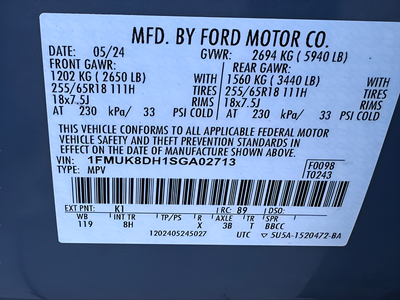 MFD. BY FORD MOTOR CO.
DATE: 05/24 GVWR: 2694 KG (5940 LB)
FRONT GAWR: REAR GAWR:
1202 KG (2650 LB) 1560 KG (3440 LB)
255/65R18 111H TIRES 255/65R18 111H TIRES
18x7.5J RIMS 18x7.5J RIMS
AT 230 kPa/ 33 PSI COLD AT 230 kPa/ 33 PSI COLD
THIS VEHICLE CONFORMS TO ALL APPLICABLE FEDERAL MOTOR
VEHICLE SAFETY AND THEFT PREVENTION STANDARDS IN EFFECT
ON THE DATE OF MANUFACTURE SHOWN ABOVE.
VIN: 1FMUK8DH1SGA02713 F0098
TYPE: MPV T0243
EXT PNT: K1 RC: B9
WB INT TR TP/PS R AXLE TR SPR
119 8H X 3B T BBCC
1202405245027 UTC 5U5A-1520472-BA